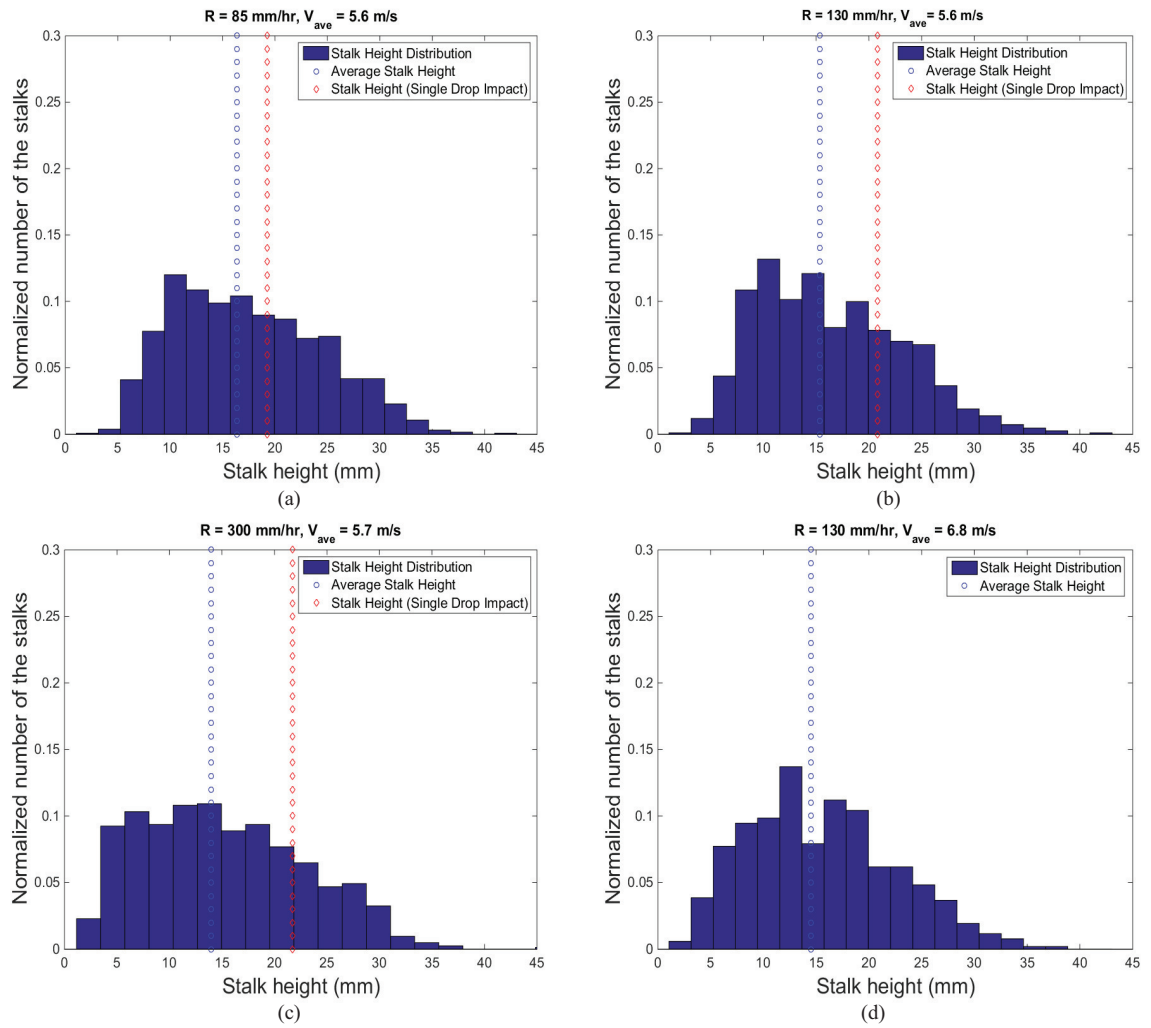 R = 85 mm/hr, V_ave = 5.6 m/s
0.3
0.25
0.2
0.15
0.1
0.05
0
Normalized number of the stalks
Stalk Height Distribution
Average Stalk Height
Stalk Height (Single Drop Impact)
0 5 10 15 20 25 30 35 40 45
Stalk height (mm)
(a)
R = 130 mm/hr, V_ave = 5.6 m/s
0.3
0.25
0.2
0.15
0.1
0.05
0
Normalized number of the stalks
Stalk Height Distribution
Average Stalk Height
Stalk Height (Single Drop Impact)
0 5 10 15 20 25 30 35 40 45
Stalk height (mm)
(b)
R = 300 mm/hr, V_ave = 5.7 m/s
0.3
0.25
0.2
0.15
0.1
0.05
0
Normalized number of the stalks
Stalk Height Distribution
Average Stalk Height
Stalk Height (Single Drop Impact)
0 5 10 15 20 25 30 35 40 45
Stalk height (mm)
(c)
R = 130 mm/hr, V_ave = 6.8 m/s
0.3
0.25
0.2
0.15
0.1
0.05
0
Normalized number of the stalks
Stalk Height Distribution
Average Stalk Height
0 5 10 15 20 25 30 35 40 45
Stalk height (mm)
(d)